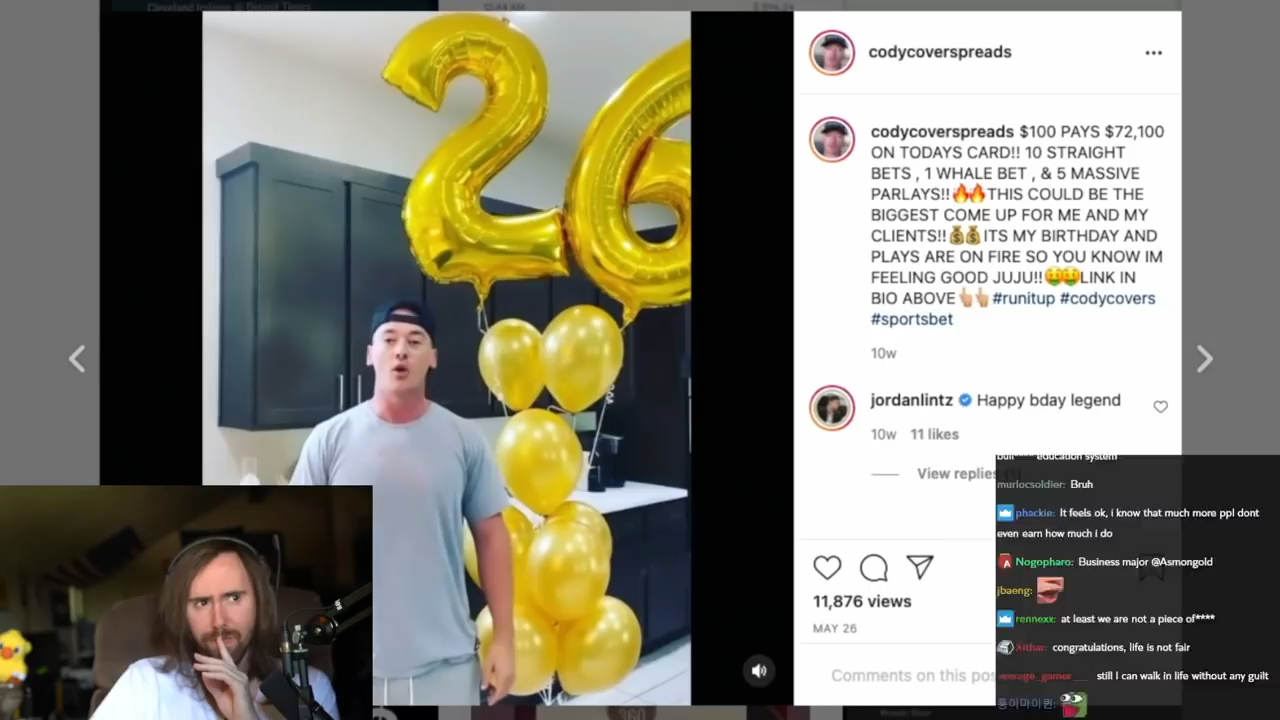 Cleveland Indians @ Detroit Tigers
26
codycoverspreads
codycoverspreads $100 PAYS $72,100
ON TODAYS CARD!! 10 STRAIGHT
BETS , 1 WHALE BET , & 5 MASSIVE
PARLAYS!!🔥🔥THIS COULD BE THE
BIGGEST COME UP FOR ME AND MY
CLIENTS!!💰💰ITS MY BIRTHDAY AND
PLAYS ARE ON FIRE SO YOU KNOW IM
FEELING GOOD JUJU!!🤑🤑LINK IN
BIO ABOVE👆🏼👆🏼#runitup #codycovers
#sportsbet
10w
jordanlintz Happy bday legend
10w 11 likes
View replies
11,876 views
MAY 26
Comments on this pos
education system
murlocsoldier: Bruh
phackie: It feels ok, i know that much more ppl dont
even earn how much i do
Nogopharo: Business major @Asmongold
jbaeng:
rennexx: at least we are not a piece of****
Xithar: congratulations, life is not fair
still I can walk in life without any guilt